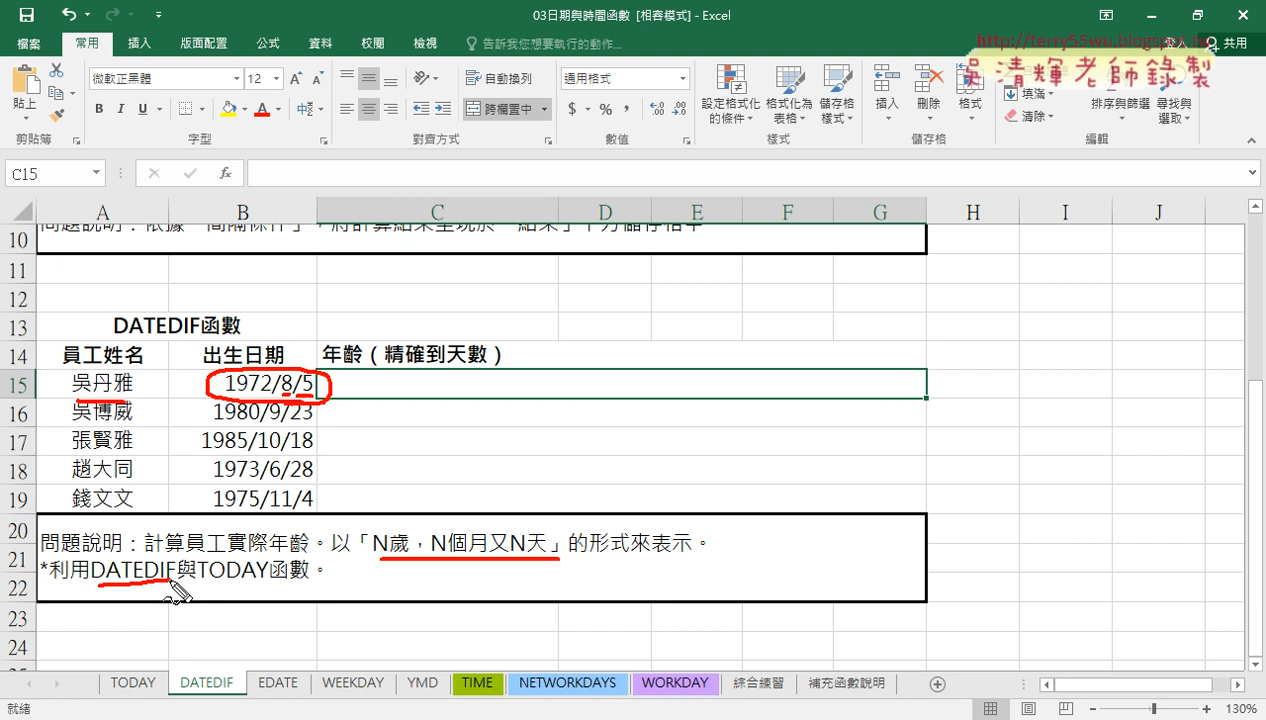 03日期與時間函數 [相容模式] - Excel
http://terry55wu.blogspot.tw
吳清輝老師錄製
檔案 常用 插入 版面配置 公式 資料 校閱 檢視 告訴我您想要執行的動作... 登入 共用
貼上 微軟正黑體 12 自動換列 通用格式 設定格式化的條件 格式化為表格 儲存格樣式 插入 刪除 格式 填滿 清除 排序與篩選 尋找與選取
B I U 跨欄置中 $ % ,
剪貼簿 字型 對齊方式 數值 樣式 儲存格 編輯
C15 fx
A B C D E F G H I J
10
11
12
13 DATEDIF函數
14 員工姓名 出生日期 年齡（精確到天數）
15 吳丹雅 1972/8/5
16 吳博威 1980/9/23
17 張賢雅 1985/10/18
18 趙大同 1973/6/28
19 錢文文 1975/11/4
20
21 問題說明：計算員工實際年齡。以「N歲，N個月又N天」的形式來表示。
22 *利用DATEDIF與TODAY函數。
23
24
TODAY DATEDIF EDATE WEEKDAY YMD TIME NETWORKDAYS WORKDAY 綜合練習 補充函數說明
就緒 130%